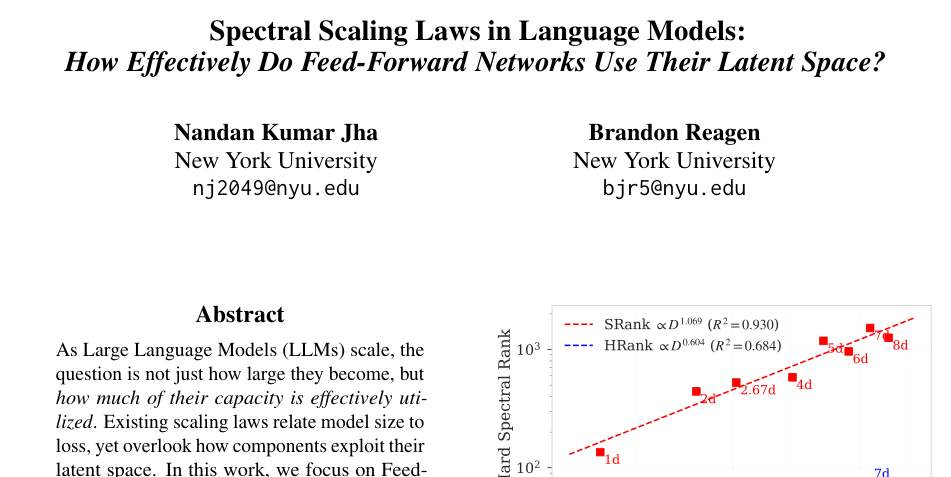 Spectral Scaling Laws in Language Models:
How Effectively Do Feed-Forward Networks Use Their Latent Space?
Nandan Kumar Jha
New York University
nj2049@nyu.edu
Brandon Reagen
New York University
bjr5@nyu.edu
Abstract
As Large Language Models (LLMs) scale, the
question is not just how large they become, but
how much of their capacity is effectively uti-
lized. Existing scaling laws relate model size to
loss, yet overlook how components exploit their
latent space. In this work, we focus on Feed-
SRank ∝D^1.069 (R^2=0.930)
HRank ∝D^0.604 (R^2=0.684)
Spectral Rank
10^3
10^2
1d
2d
2.67d
4d
5d
6d
7d
8d
7d